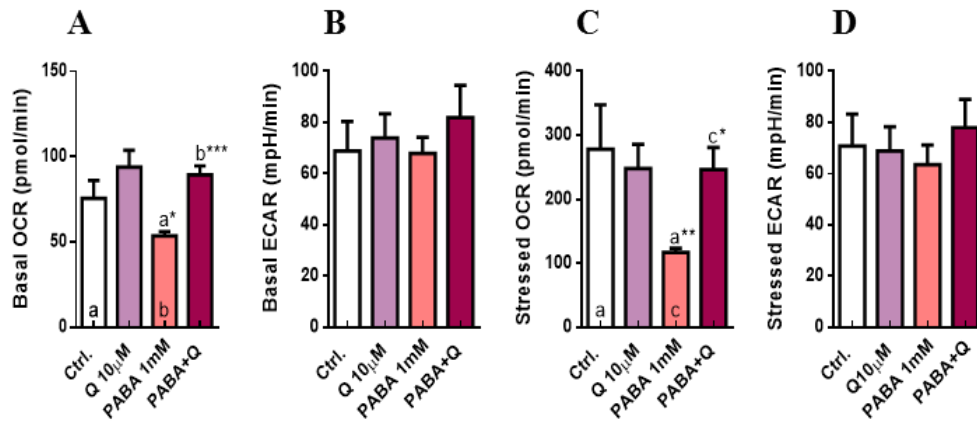 A
Basal OCR (pmol/min)
150
100
50
0
a
a*
b
b***
Ctrl.
Q 10μM
PABA 1mM
PABA+Q
B
Basal ECAR (mpH/min)
100
80
60
40
20
0
Ctrl.
Q 10μM
PABA 1mM
PABA+Q
C
Stressed OCR (pmol/min)
400
300
200
100
0
a
a**
c
c*
Ctrl.
Q 10μM
PABA 1mM
PABA+Q
D
Stressed ECAR (mpH/min)
100
80
60
40
20
0
Ctrl.
Q10μM
PABA 1mM
PABA+Q